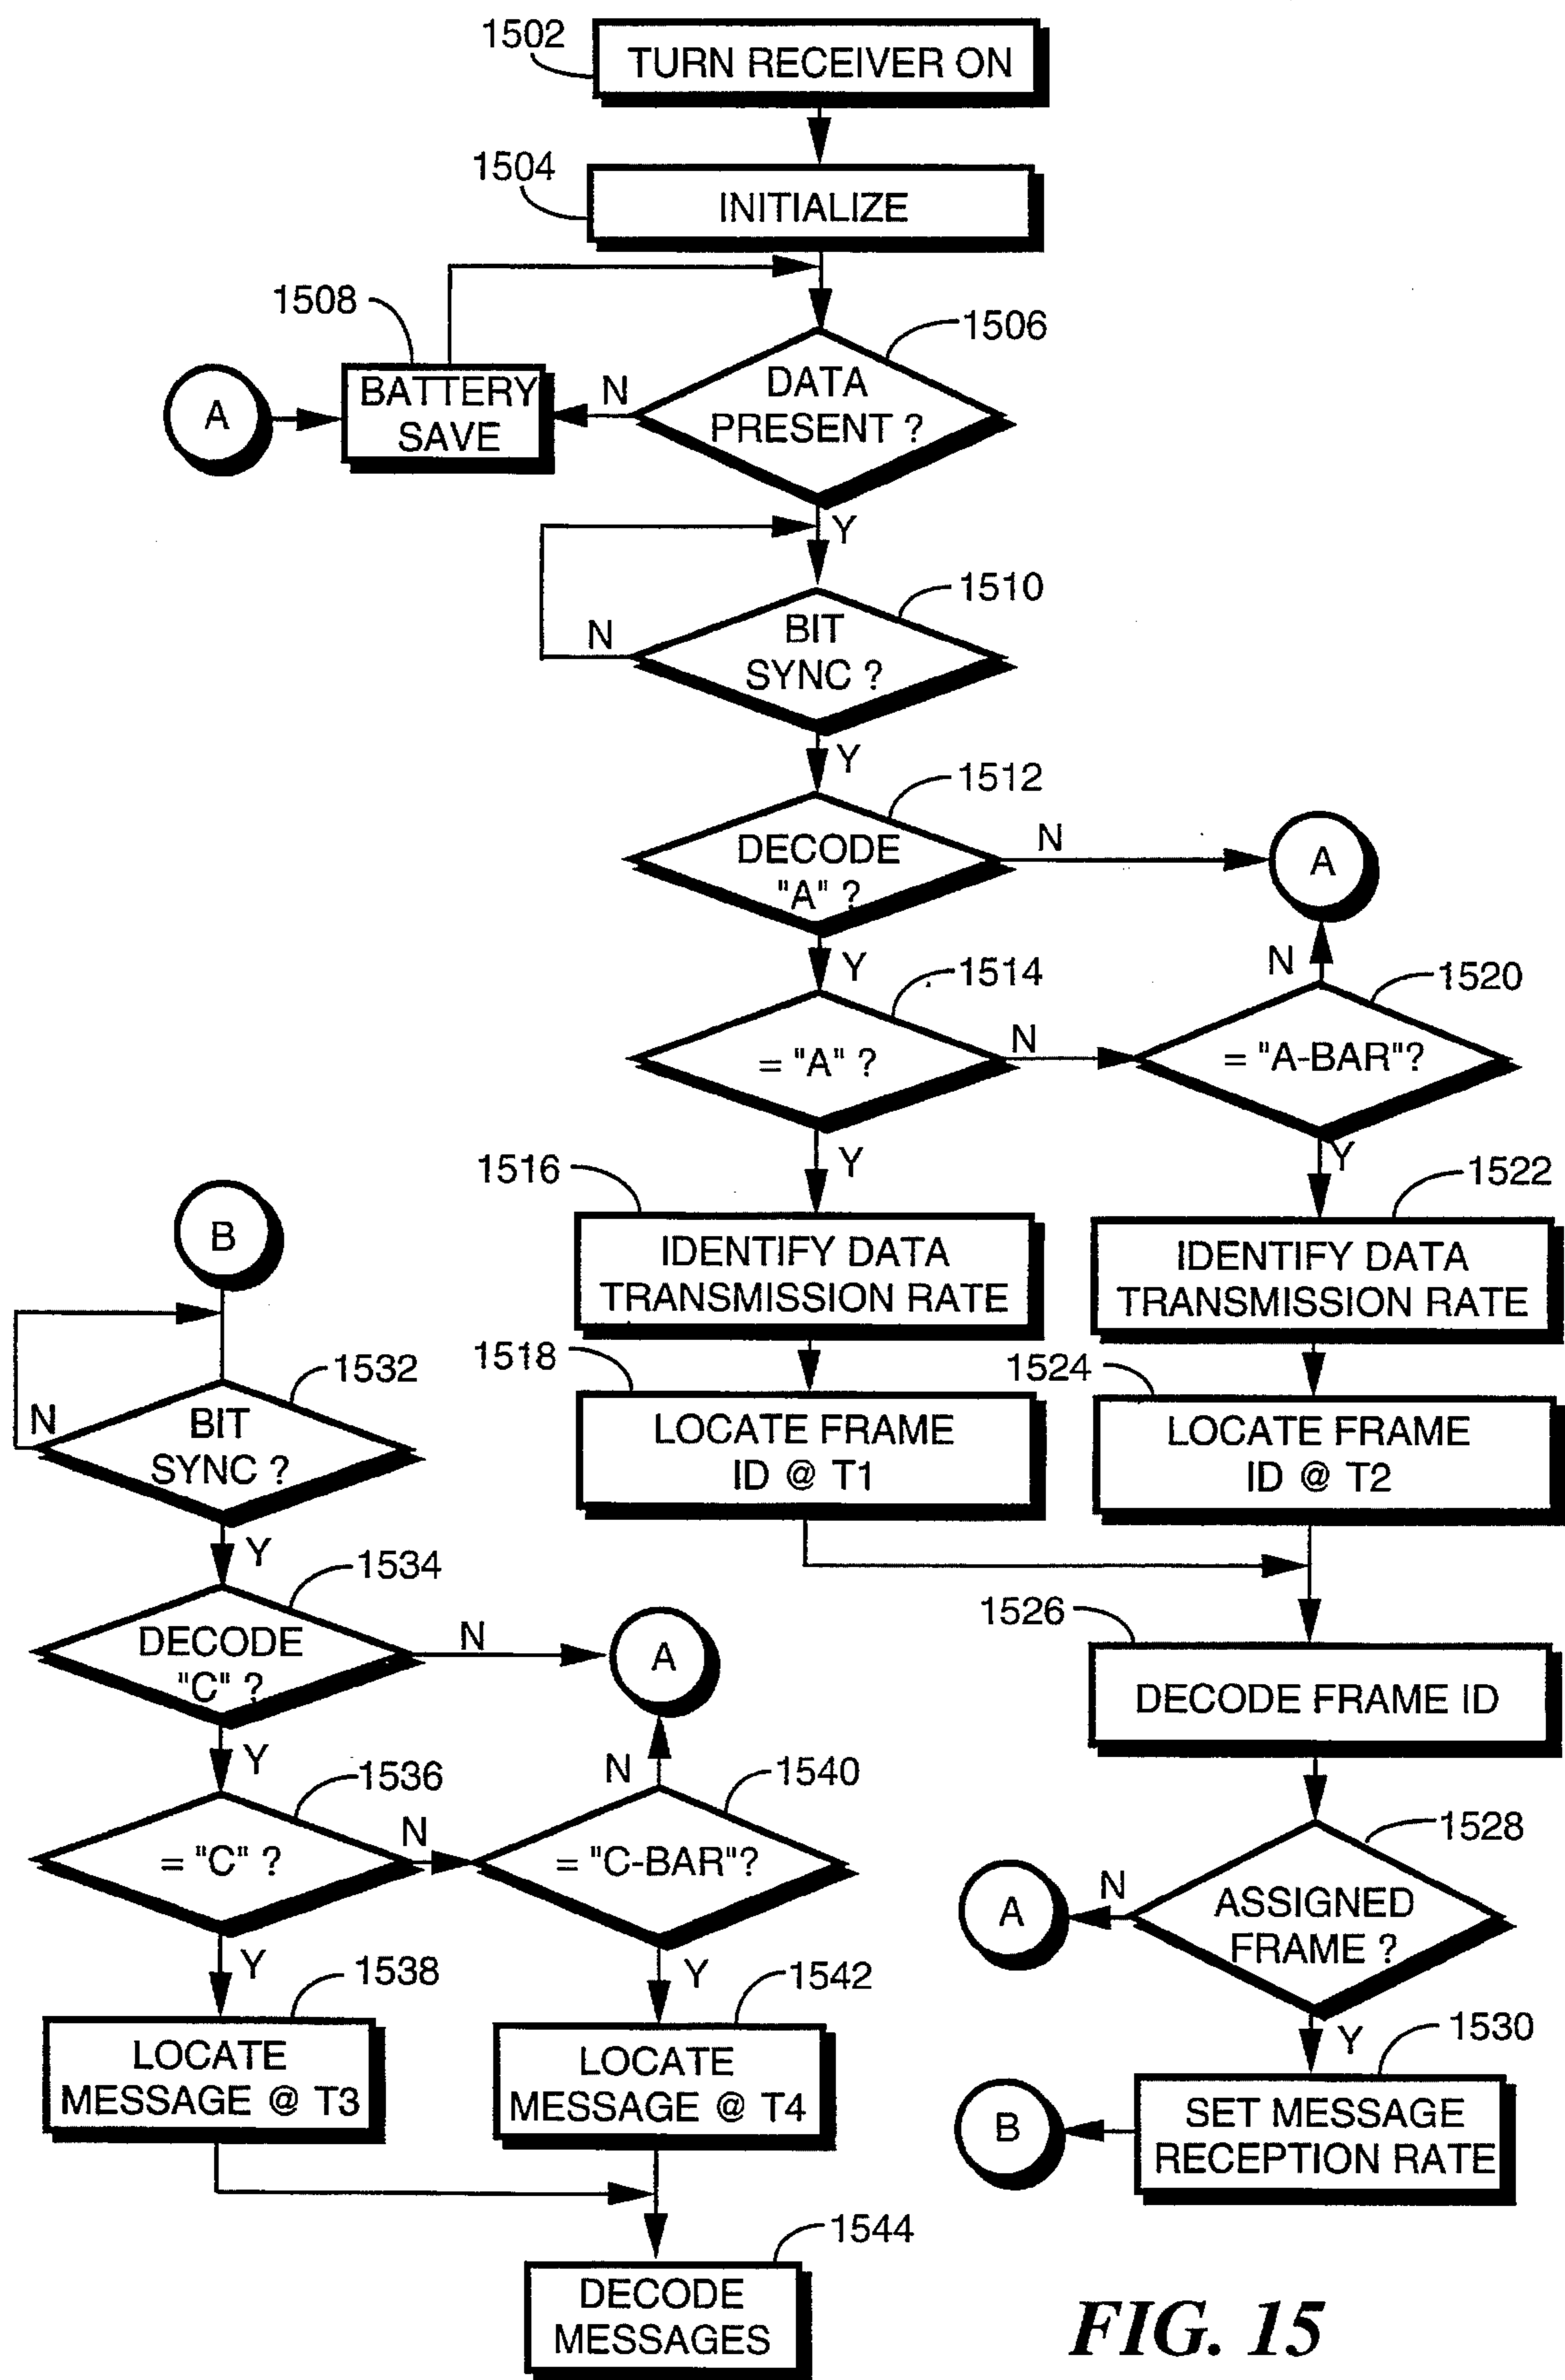 1502
TURN RECEIVER ON
1504
INITIALIZE
1508
1506
A
BATTERY
SAVE
N
DATA
PRESENT ?
Y
1510
N
BIT
SYNC ?
Y
1512
DECODE
"A" ?
N
A
Y
1514
N
1520
= "A" ?
N
= "A-BAR"?
Y
Y
1516
1522
IDENTIFY DATA
TRANSMISSION RATE
IDENTIFY DATA
TRANSMISSION RATE
1518
1524
LOCATE FRAME
ID @ T1
LOCATE FRAME
ID @ T2
1526
DECODE FRAME ID
1528
A
N
ASSIGNED
FRAME ?
Y
1530
B
SET MESSAGE
RECEPTION RATE
B
1532
N
BIT
SYNC ?
Y
1534
DECODE
"C" ?
N
A
Y
1536
N
1540
= "C" ?
N
= "C-BAR"?
Y
Y
1538
1542
LOCATE
MESSAGE @ T3
LOCATE
MESSAGE @ T4
1544
DECODE
MESSAGES
FIG. 15